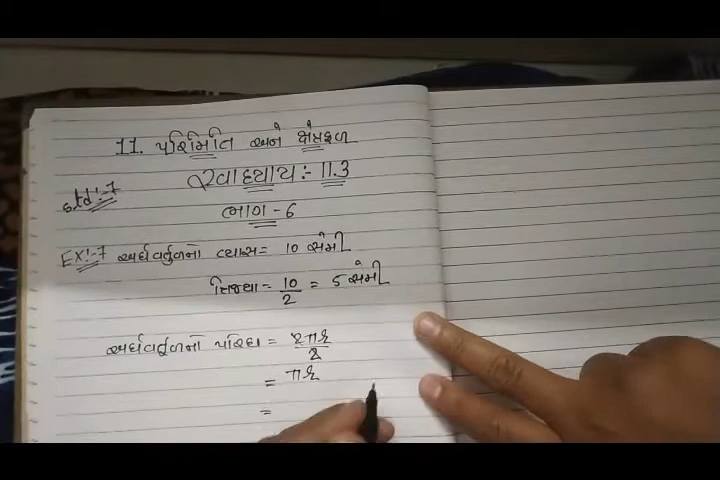 11. પરિમિતિ અને ક્ષેત્રફળ
સ્વાધ્યાય :- 11.3
std :- 7
ભાગ - 6
EX :- 7 અર્ધવર્તુળનો વ્યાસ = 10 સેમી
ત્રિજ્યા = 10/2 = 5 સેમી
અર્ધવર્તુળનો પરિઘ = 2πr/2
= πr
=